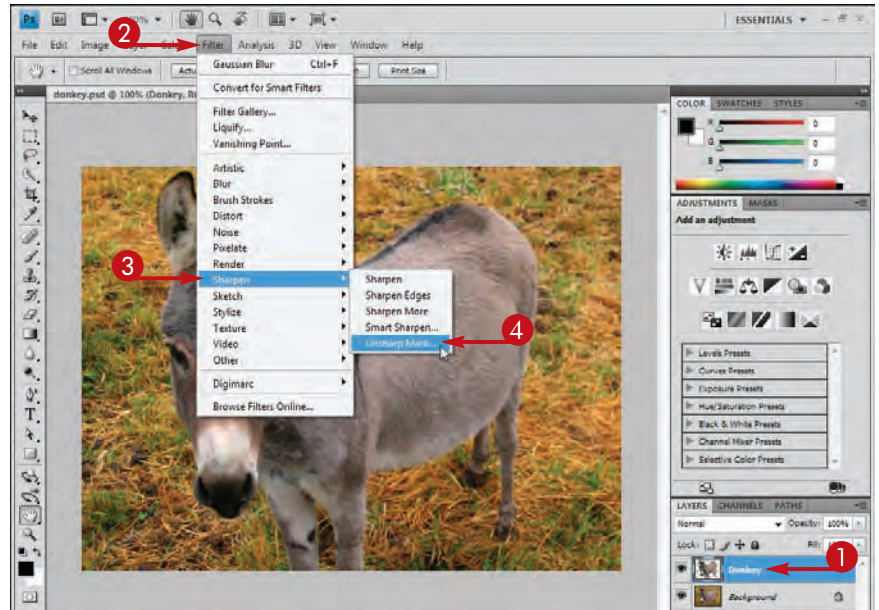 Ps Br ESSENTIALS
2
File Edit Image Layer Filter Analysis 3D View Window Help
Scroll All Windows Print Size
donkey.psd @ 100% (Donkey,
Gaussian Blur Ctrl+F
Convert for Smart Filters
Filter Gallery...
Liquify...
Vanishing Point...
Artistic
Blur
Brush Strokes
Distort
Noise
Pixelate
Render
Sharpen
Sketch
Stylize
Texture
Video
Other
Digimarc
Browse Filters Online...
3
Sharpen
Sharpen Edges
Sharpen More
Smart Sharpen...
Unsharp Mask...
4
COLOR SWATCHES STYLES
R 0
G 0
B 0
ADJUSTMENTS MASKS
Add an adjustment
Levels Presets
Curves Presets
Exposure Presets
Hue/Saturation Presets
Black & White Presets
Channel Mixer Presets
Selective Color Presets
LAYERS CHANNELS PATHS
Normal Opacity: 100%
Lock: Fill:
1
Donkey
Background
T